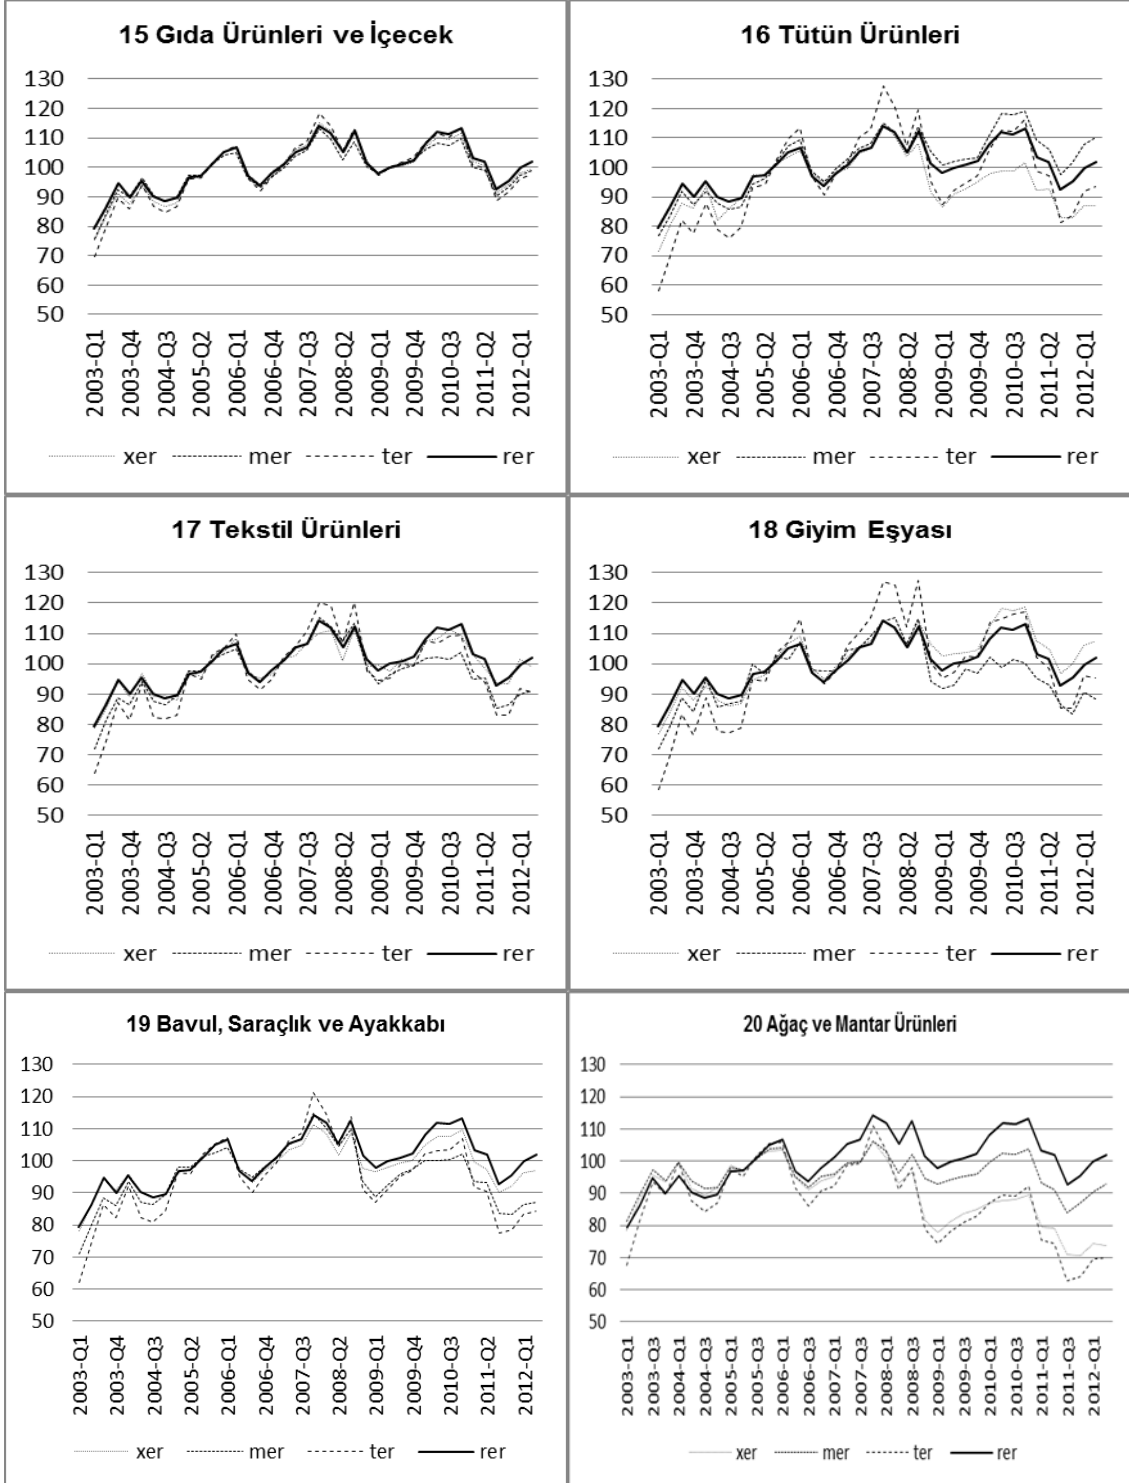 15 Gıda Ürünleri ve İçecek
130
120
110
100
90
80
70
60
50
2003-Q1
2003-Q4
2004-Q3
2005-Q2
2006-Q1
2006-Q4
2007-Q3
2008-Q2
2009-Q1
2009-Q4
2010-Q3
2011-Q2
2012-Q1
xer mer ter rer
16 Tütün Ürünleri
130
120
110
100
90
80
70
60
50
2003-Q1
2003-Q4
2004-Q3
2005-Q2
2006-Q1
2006-Q4
2007-Q3
2008-Q2
2009-Q1
2009-Q4
2010-Q3
2011-Q2
2012-Q1
xer mer ter rer
17 Tekstil Ürünleri
130
120
110
100
90
80
70
60
50
2003-Q1
2003-Q4
2004-Q3
2005-Q2
2006-Q1
2006-Q4
2007-Q3
2008-Q2
2009-Q1
2009-Q4
2010-Q3
2011-Q2
2012-Q1
xer mer ter rer
18 Giyim Eşyası
130
120
110
100
90
80
70
60
50
2003-Q1
2003-Q4
2004-Q3
2005-Q2
2006-Q1
2006-Q4
2007-Q3
2008-Q2
2009-Q1
2009-Q4
2010-Q3
2011-Q2
2012-Q1
xer mer ter rer
19 Bavul, Saraçlık ve Ayakkabı
130
120
110
100
90
80
70
60
50
2003-Q1
2003-Q4
2004-Q3
2005-Q2
2006-Q1
2006-Q4
2007-Q3
2008-Q2
2009-Q1
2009-Q4
2010-Q3
2011-Q2
2012-Q1
xer mer ter rer
20 Ağaç ve Mantar Ürünleri
130
120
110
100
90
80
70
60
50
2003-Q1
2003-Q3
2004-Q1
2004-Q3
2005-Q1
2005-Q3
2006-Q1
2006-Q3
2007-Q1
2007-Q3
2008-Q1
2008-Q3
2009-Q1
2009-Q3
2010-Q1
2010-Q3
2011-Q1
2011-Q3
2012-Q1
xer mer ter rer